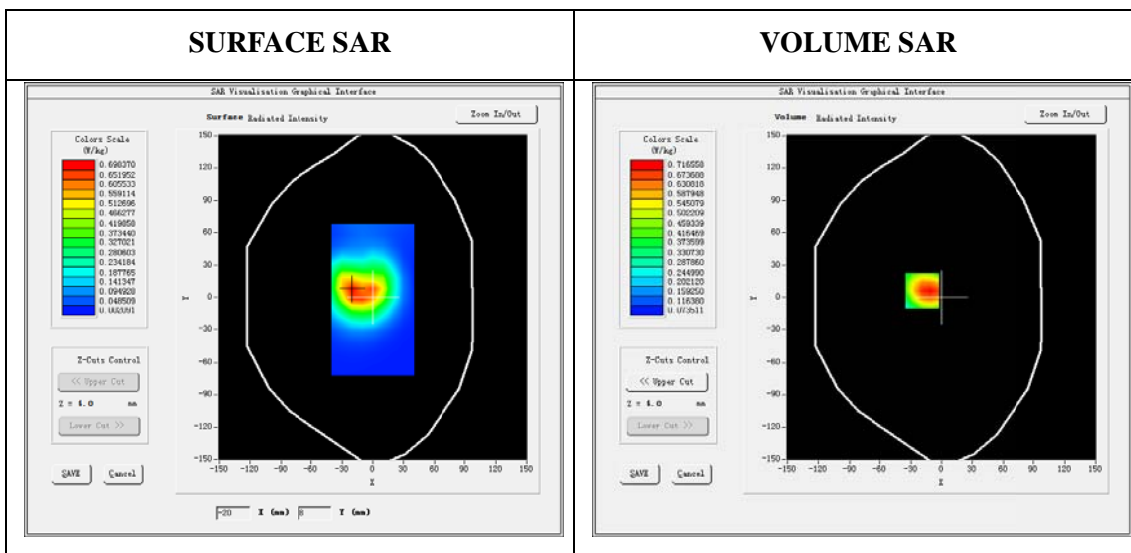 SURFACE SAR
SAR Visualisation Graphical Interface
Surface Radiated Intensity
Zoom In/Out
Colors Scale
(W/kg)
0.698370
0.651952
0.605533
0.559114
0.512696
0.466277
0.419858
0.373440
0.327021
0.280603
0.234184
0.187765
0.141347
0.094928
0.048509
0.002091
150
120
90
60
30
0
-30
-60
-90
-120
-150
Y
-150 -120 -90 -60 -30 0 30 60 90 120 150
X
Z-Cuts Control
<< Upper Cut
Z = 4.0 mm
Lower Cut >>
SAVE Cancel
-20 X (mm) 8 Y (mm)
VOLUME SAR
SAR Visualisation Graphical Interface
Volume Radiated Intensity
Zoom In/Out
Colors Scale
(W/kg)
0.716558
0.673688
0.630818
0.587948
0.545079
0.502209
0.459339
0.416469
0.373599
0.330730
0.287860
0.244990
0.202120
0.159250
0.116380
0.073511
150
120
90
60
30
0
-30
-60
-90
-120
-150
Y
-150 -120 -90 -60 -30 0 30 60 90 120 150
X
Z-Cuts Control
<< Upper Cut
Z = 4.0 mm
Lower Cut >>
SAVE Cancel